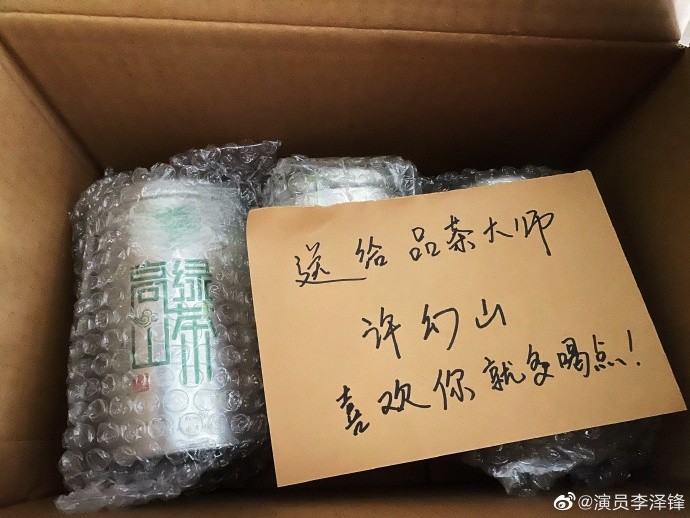 高山
绿茶
送给品茶大师
许幻山
喜欢你就多喝点!
@演员李泽锋